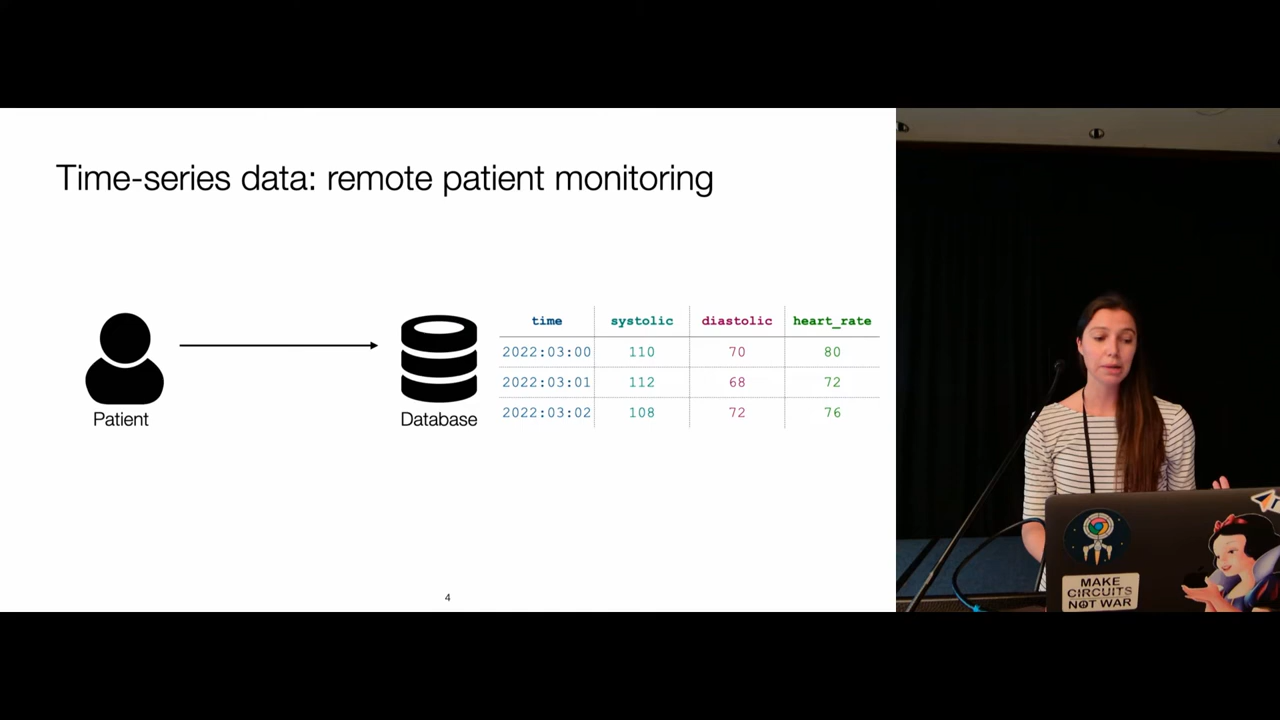 Time-series data: remote patient monitoring
time systolic diastolic heart_rate
2022:03:00 110 70 80
2022:03:01 112 68 72
2022:03:02 108 72 76
Patient
Database
4
MAKE
CIRCUITS
NOT WAR